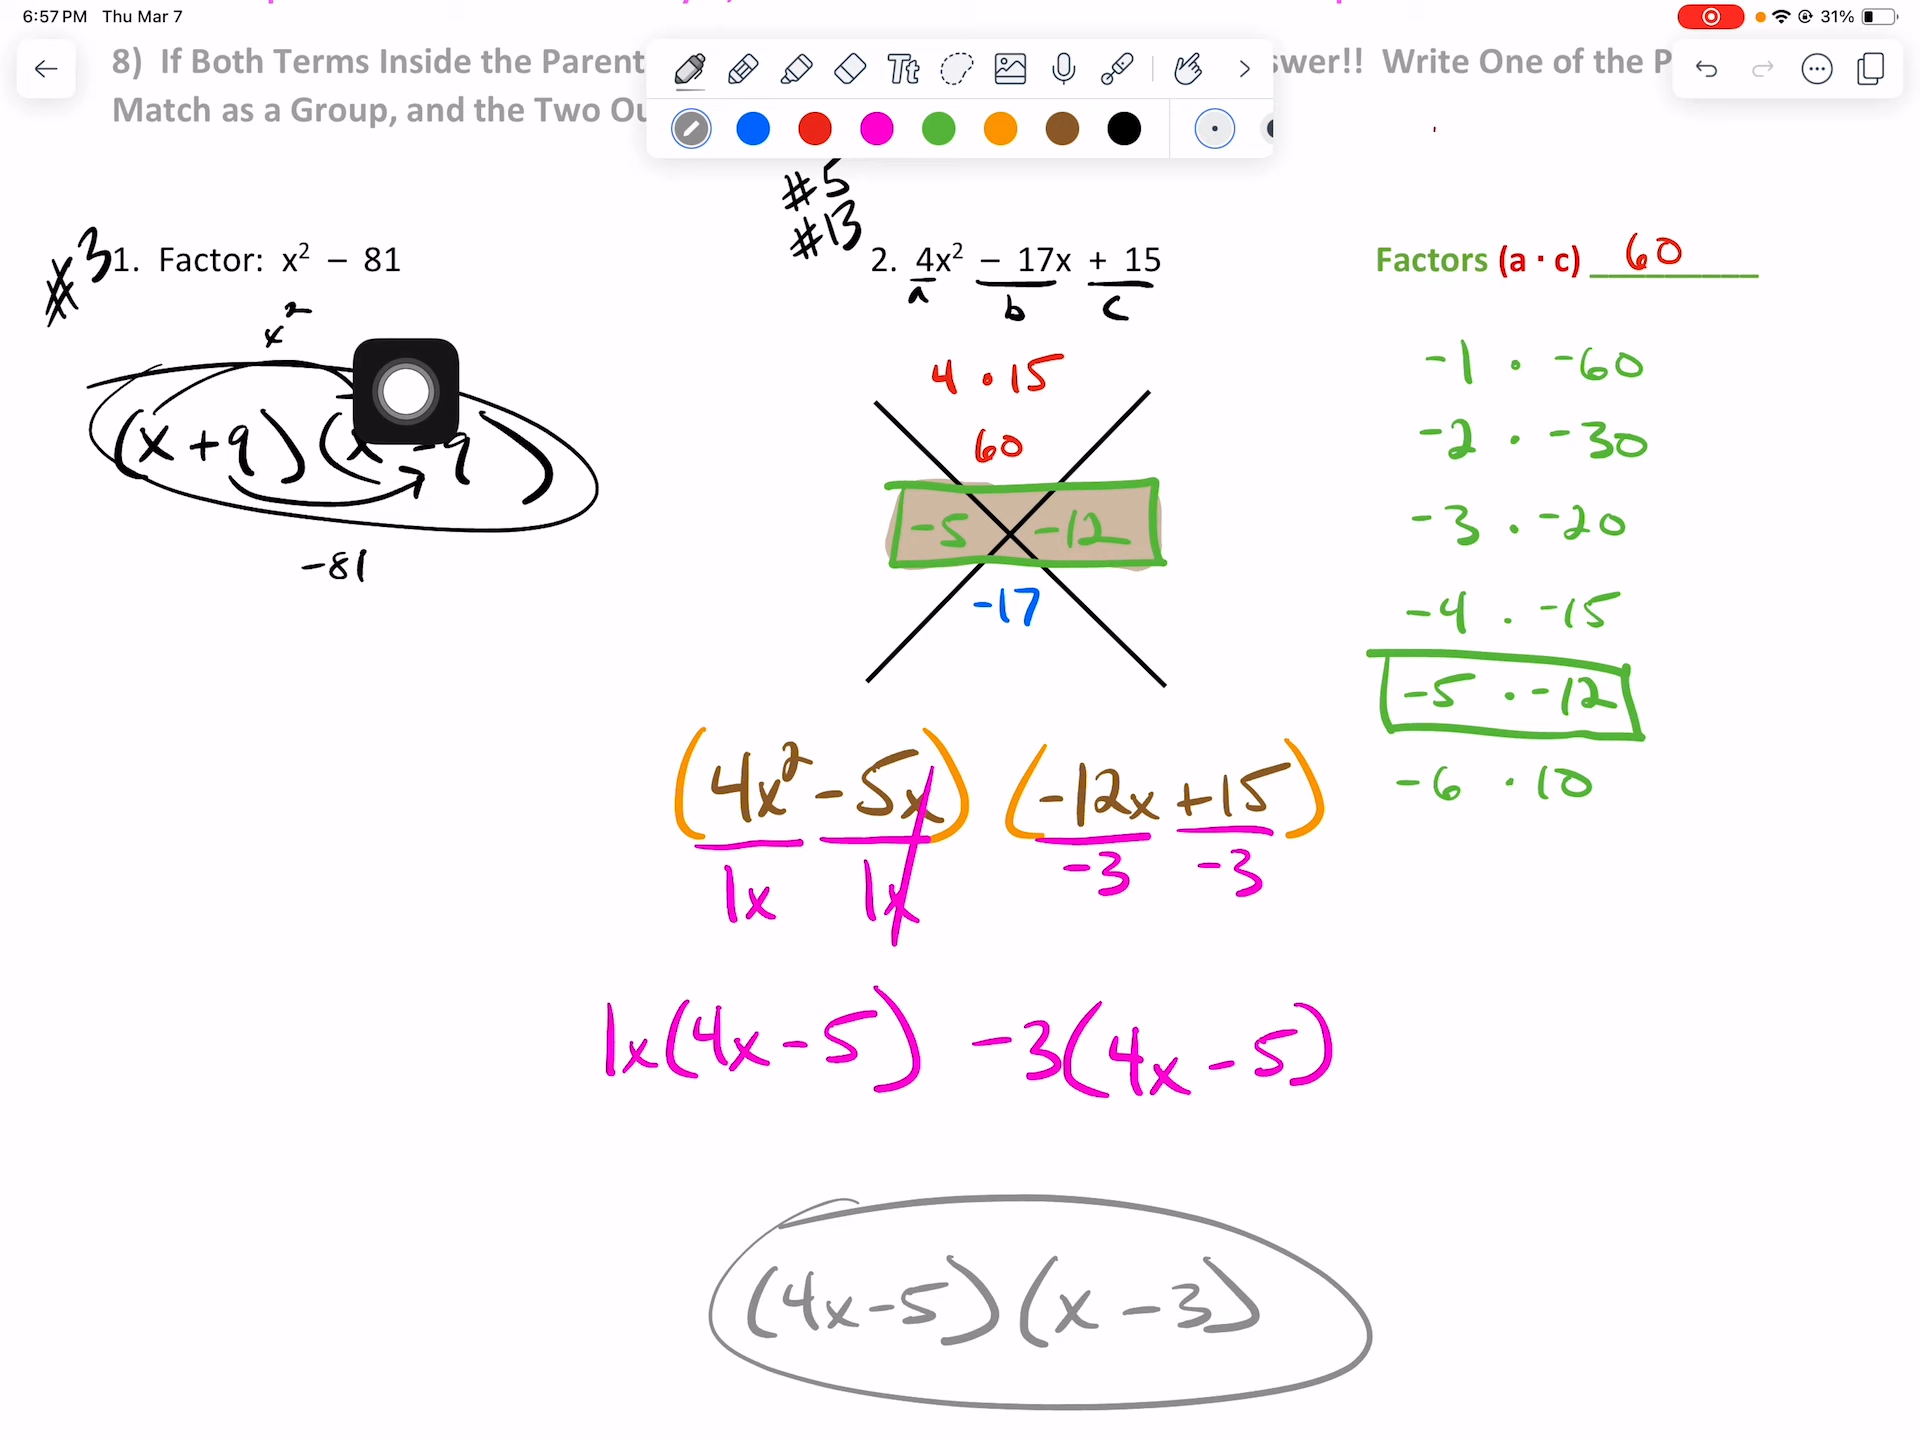 6:57 PM Thu Mar 7
31%
8) If Both Terms Inside the Parent
swer!! Write One of the P
Match as a Group, and the Two Ou
Tt
#5
#13
#3
1. Factor: x² − 81
2. 4x² − 17x + 15
a b c
Factors (a · c) 60
x²
(x + 9)(x - 9)
-81
4 · 15
60
-5 -12
-17
-1 · -60
-2 · -30
-3 · -20
-4 · -15
-5 · -12
-6 · 10
(4x² - 5x) (-12x + 15)
1x 1x -3 -3
1x(4x - 5) -3(4x - 5)
(4x - 5)(x - 3)